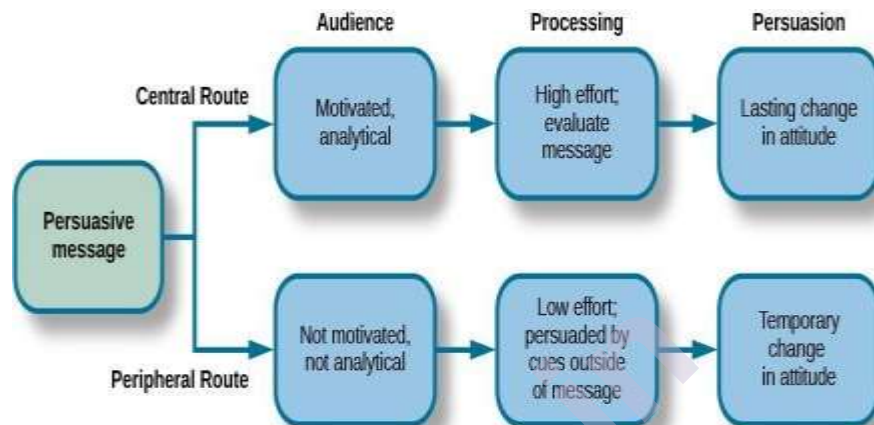 Audience
Processing
Persuasion
Central Route
Motivated,
analytical
High effort;
evaluate
message
Lasting change
in attitude
Persuasive
message
Not motivated,
not analytical
Low effort;
persuaded by
cues outside
of message
Temporary
change
in attitude
Peripheral Route